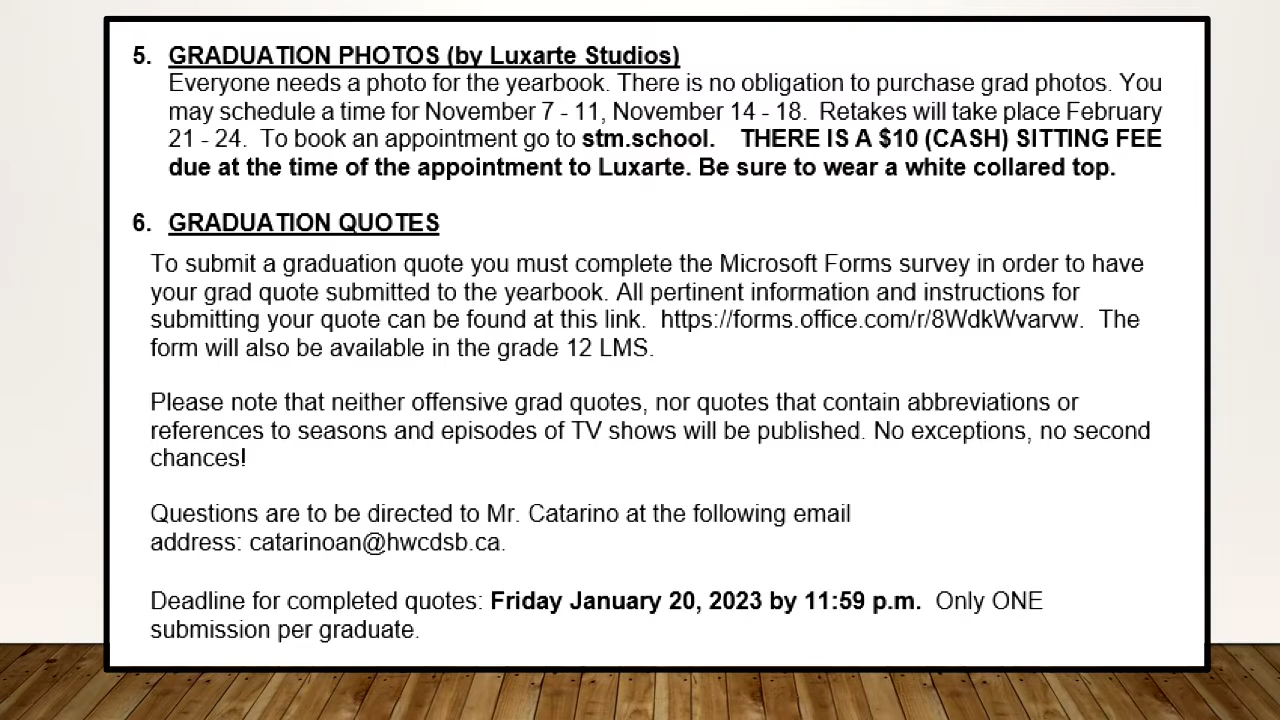 5. GRADUATION PHOTOS (by Luxarte Studios)
Everyone needs a photo for the yearbook. There is no obligation to purchase grad photos. You
may schedule a time for November 7 - 11, November 14 - 18. Retakes will take place February
21 - 24. To book an appointment go to stm.school. THERE IS A $10 (CASH) SITTING FEE
due at the time of the appointment to Luxarte. Be sure to wear a white collared top.
6. GRADUATION QUOTES
To submit a graduation quote you must complete the Microsoft Forms survey in order to have
your grad quote submitted to the yearbook. All pertinent information and instructions for
submitting your quote can be found at this link. https://forms.office.com/r/8WdkWvarvw. The
form will also be available in the grade 12 LMS.
Please note that neither offensive grad quotes, nor quotes that contain abbreviations or
references to seasons and episodes of TV shows will be published. No exceptions, no second
chances!
Questions are to be directed to Mr. Catarino at the following email
address: catarinoan@hwcdsb.ca.
Deadline for completed quotes: Friday January 20, 2023 by 11:59 p.m. Only ONE
submission per graduate.